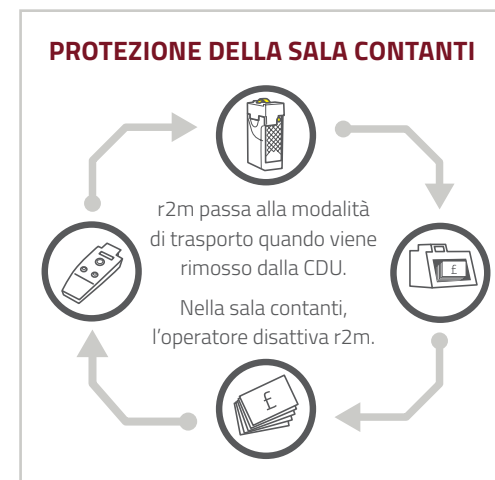 PROTEZIONE DELLA SALA CONTANTI
r2m passa alla modalità
di trasporto quando viene
rimosso dalla CDU.
£
Nella sala contanti,
l’operatore disattiva r2m.
£